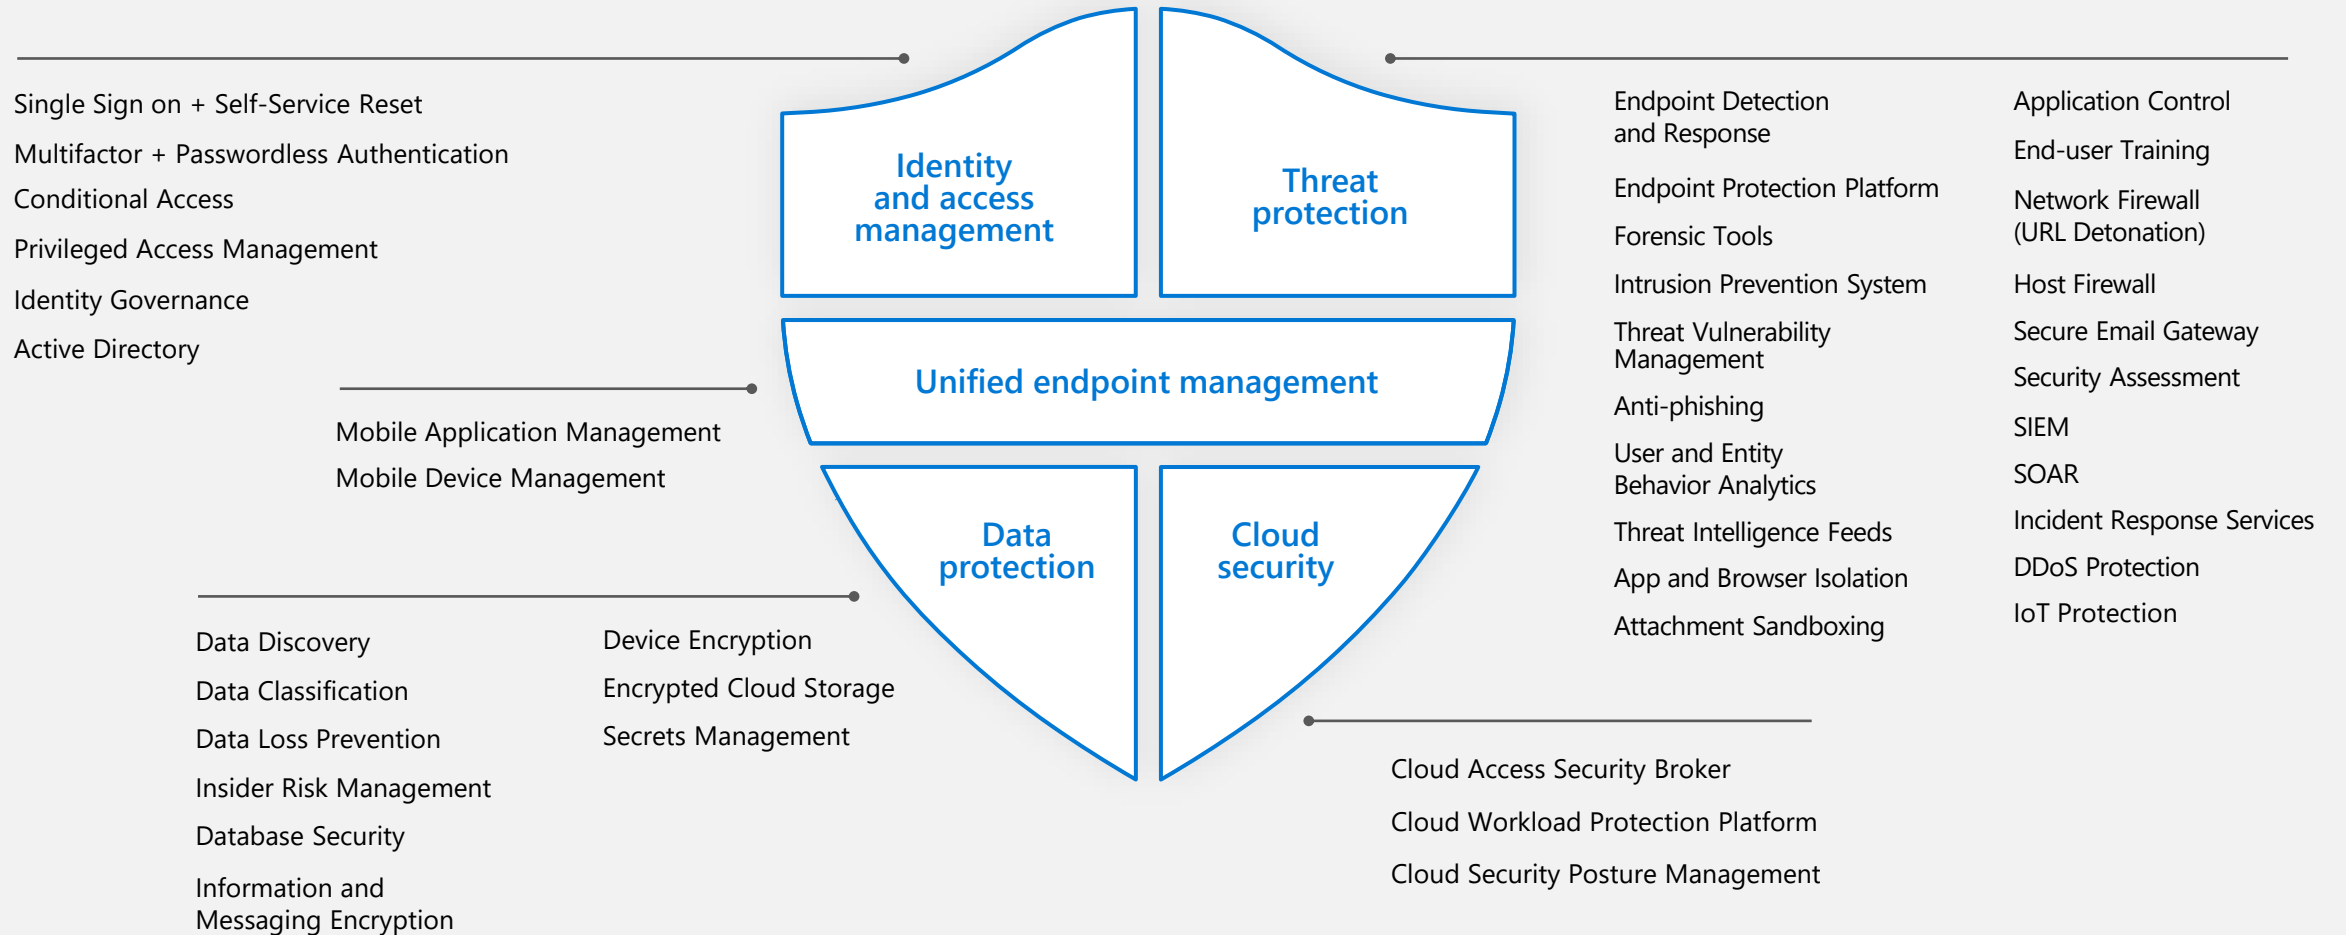 Single Sign on + Self-Service Reset
Multifactor + Passwordless Authentication
Conditional Access
Privileged Access Management
Identity Governance
Active Directory
Identity
and access
management
Threat
protection
Endpoint Detection
and Response
Endpoint Protection Platform
Forensic Tools
Intrusion Prevention System
Threat Vulnerability
Management
Anti-phishing
User and Entity
Behavior Analytics
Threat Intelligence Feeds
App and Browser Isolation
Attachment Sandboxing
Application Control
End-user Training
Network Firewall
(URL Detonation)
Host Firewall
Secure Email Gateway
Security Assessment
SIEM
SOAR
Incident Response Services
DDoS Protection
IoT Protection
Unified endpoint management
Mobile Application Management
Mobile Device Management
Data
protection
Cloud
security
Data Discovery
Data Classification
Data Loss Prevention
Insider Risk Management
Database Security
Information and
Messaging Encryption
Device Encryption
Encrypted Cloud Storage
Secrets Management
Cloud Access Security Broker
Cloud Workload Protection Platform
Cloud Security Posture Management